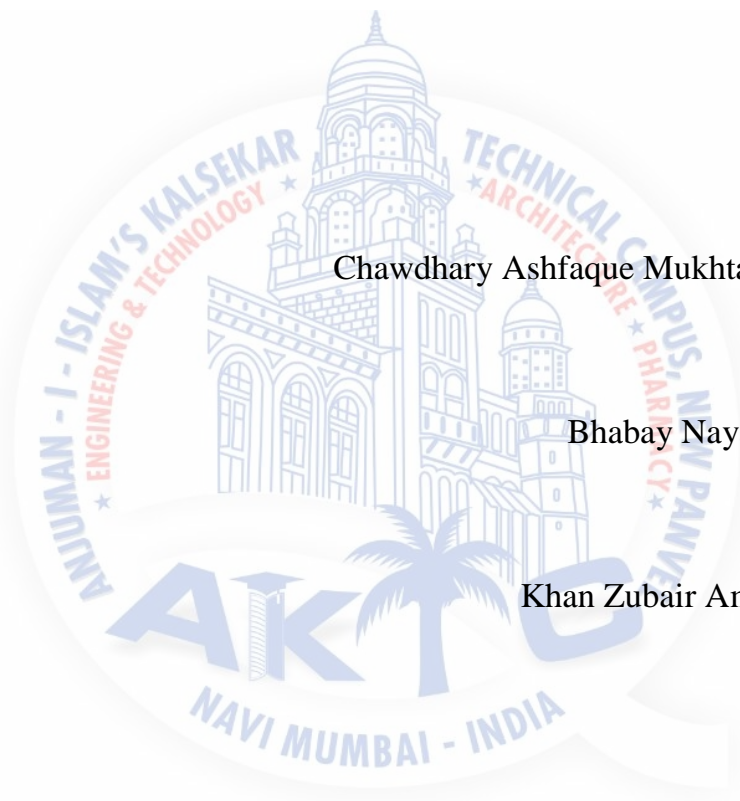 ANJUMAN - I - ISLAM'S KALSEKAR TECHNICAL CAMPUS, NEW PANVEL
★ ENGINEERING & TECHNOLOGY ★ ★ ARCHITECTURE ★ PHARMACY ★
Chawdhary Ashfaque Mukhta
Bhabay Nay
Khan Zubair
AKTC
NAVI MUMBAI - INDIA